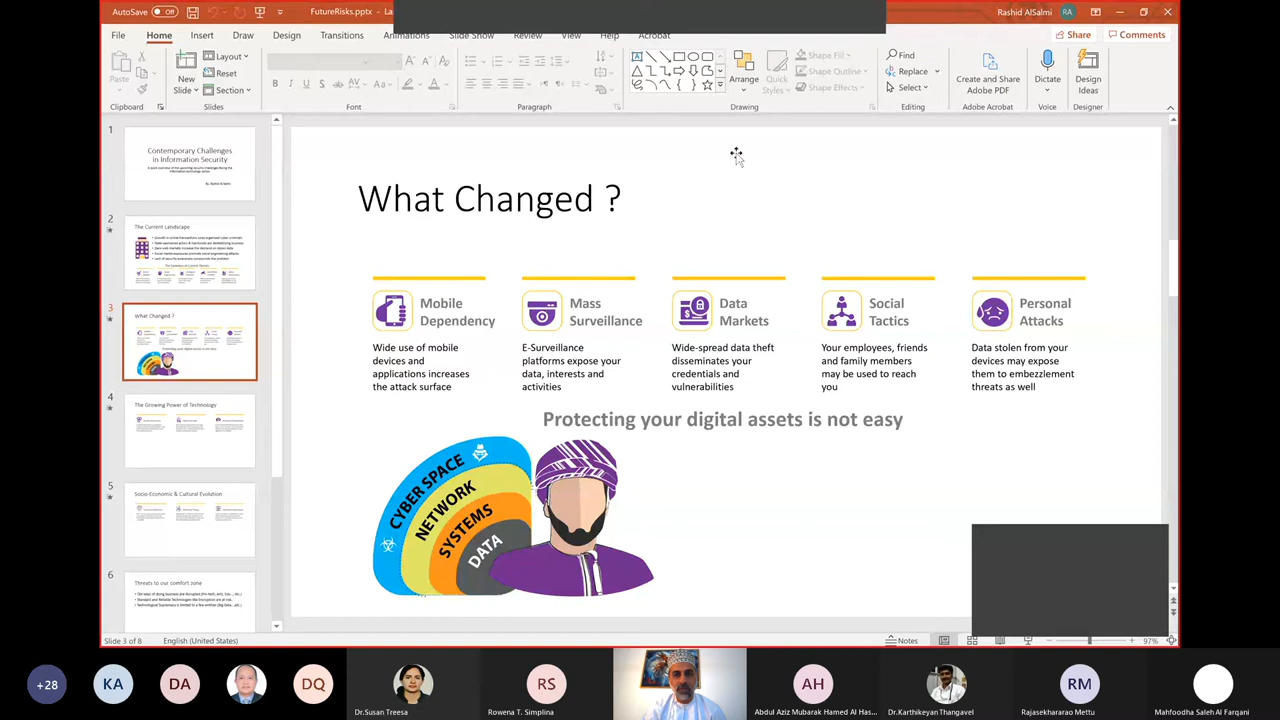 AutoSave Off
FutureRisks.pptx - La
Rashid AlSalmi RA
File Home Insert Draw Design Transitions Animations Slide Show Review View Help Acrobat
Share Comments
Paste
New
Slide
Layout
Reset
Section
Shape Fill
Shape Outline
Shape Effects
Arrange
Quick
Styles
Find
Replace
Select
Create and Share
Adobe PDF
Dictate
Design
Ideas
Clipboard Slides Font Paragraph Drawing Editing Adobe Acrobat Voice Designer
1
Contemporary Challenges
in Information Security
2
The Current Landscape
3
What Changed ?
4
The Growing Power of Technology
5
Socio-Economic & Cultural Evolution
6
Threats to our comfort zone
What Changed ?
Mobile
Dependency
Wide use of mobile
devices and
applications increases
the attack surface
Mass
Surveillance
E-Surveillance
platforms expose your
data, interests and
activities
Data
Markets
Wide-spread data theft
disseminates your
credentials and
vulnerabilities
Social
Tactics
Your employees, friends
and family members
may be used to reach
you
Personal
Attacks
Data stolen from your
devices may expose
them to embezzlement
threats as well
Protecting your digital assets is not easy
CYBER SPACE
NETWORK
SYSTEMS
DATA
Slide 3 of 8 English (United States)
Notes
97%
+28 KA DA DQ RS AH RM
Dr.Susan Treesa
Rowena T. Simplina
Abdul Aziz Mubarak Hamed Al Has...
Dr.Karthikeyan Thangavel
Rajasekhararao Mettu
Mahfoodha Saleh Al Farqani